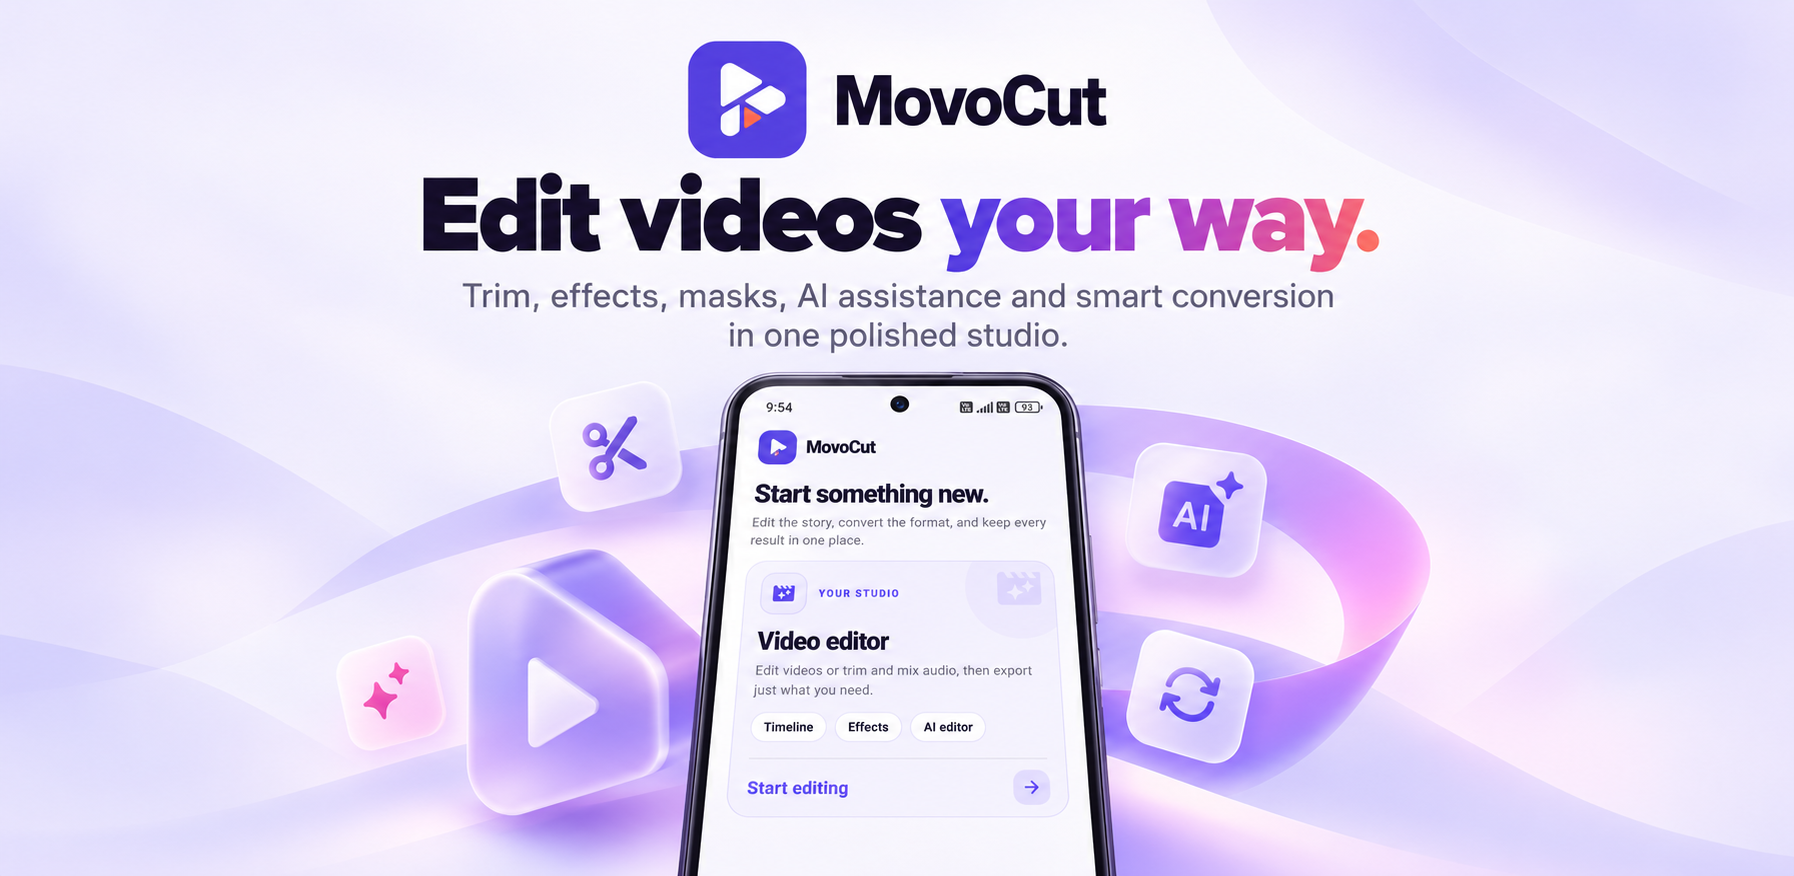 MovoCut
Edit videos your way.
Trim, effects, masks, AI assistance and smart conversion
in one polished studio.
9:54
93
MovoCut
Start something new.
Edit the story, convert the format, and keep every
result in one place.
YOUR STUDIO
Video editor
Edit videos or trim and mix audio, then export
just what you need.
Timeline Effects AI editor
Start editing
AI